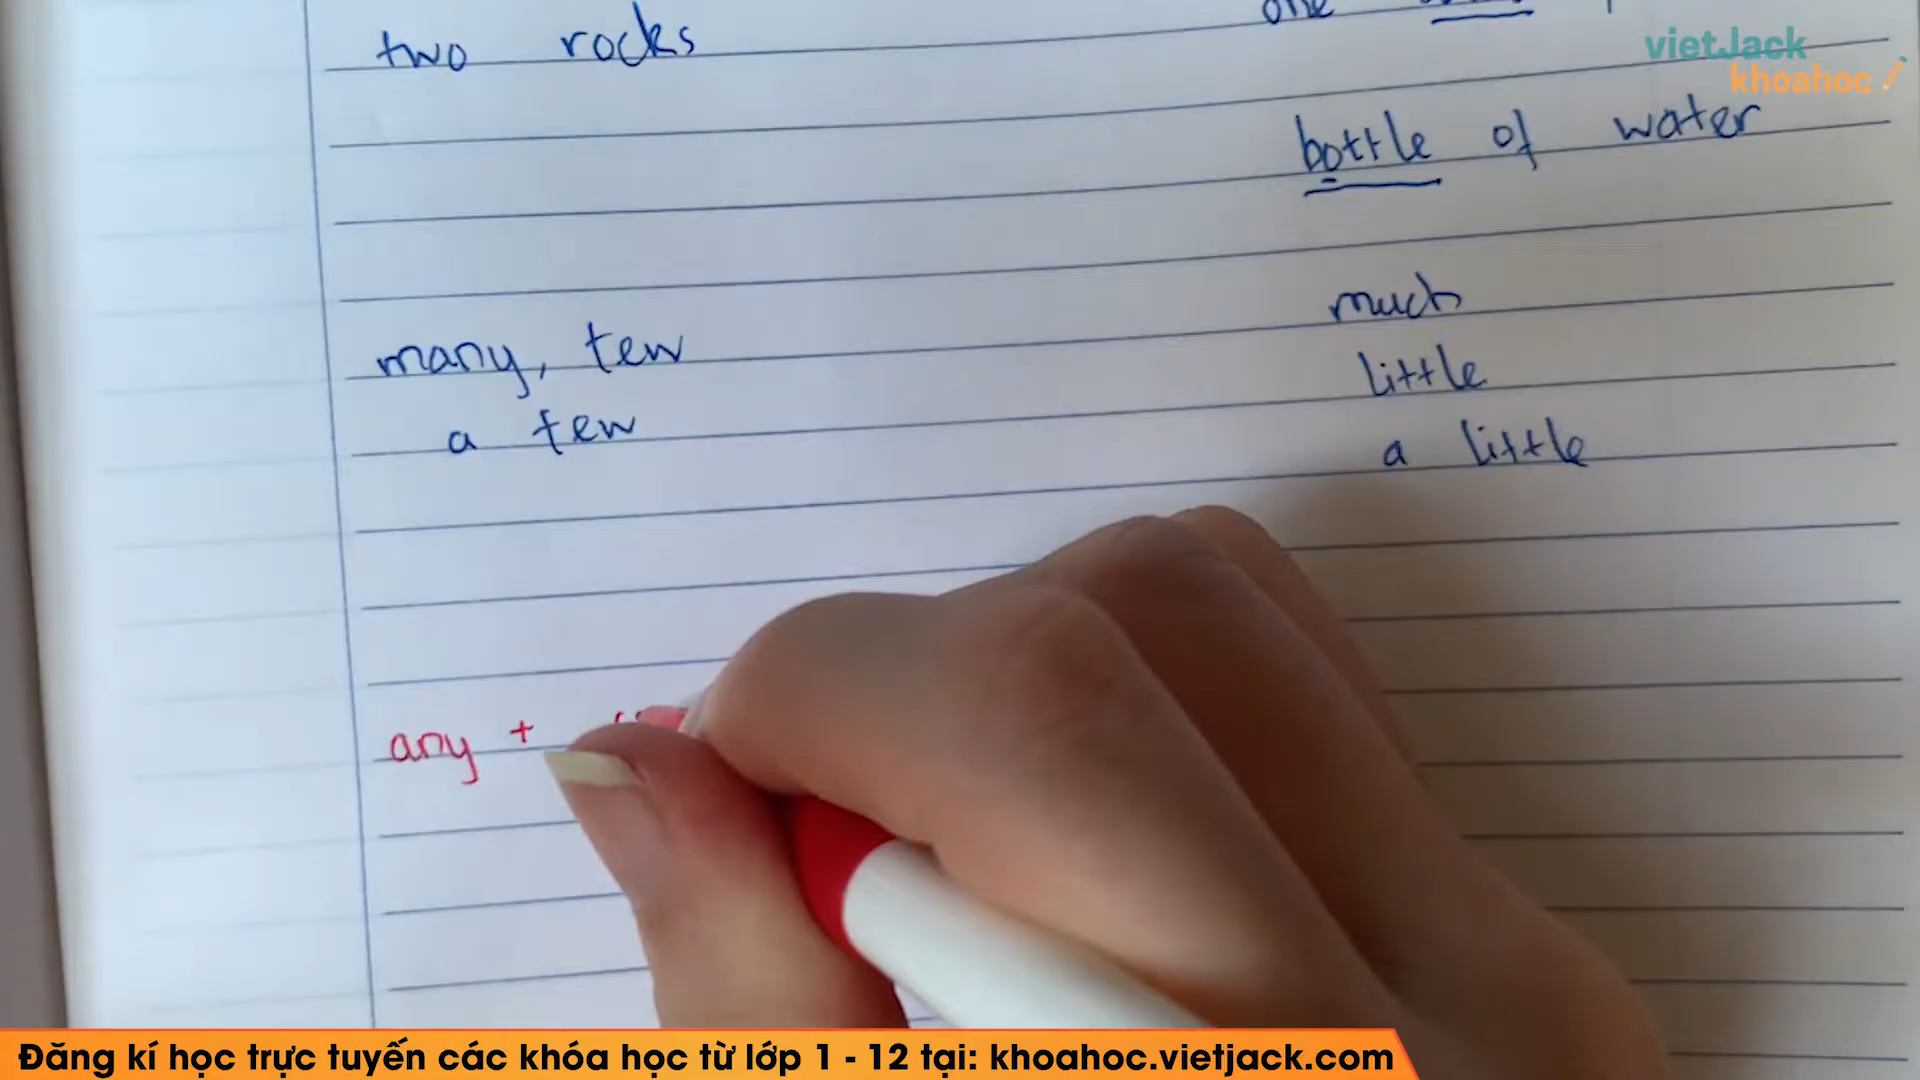 two rocks
one
vietJack
khoahoc
bottle of water
many, few
a few
much
little
a little
any +
Đăng kí học trực tuyến các khóa học từ lớp 1 - 12 tại: khoahoc.vietjack.com